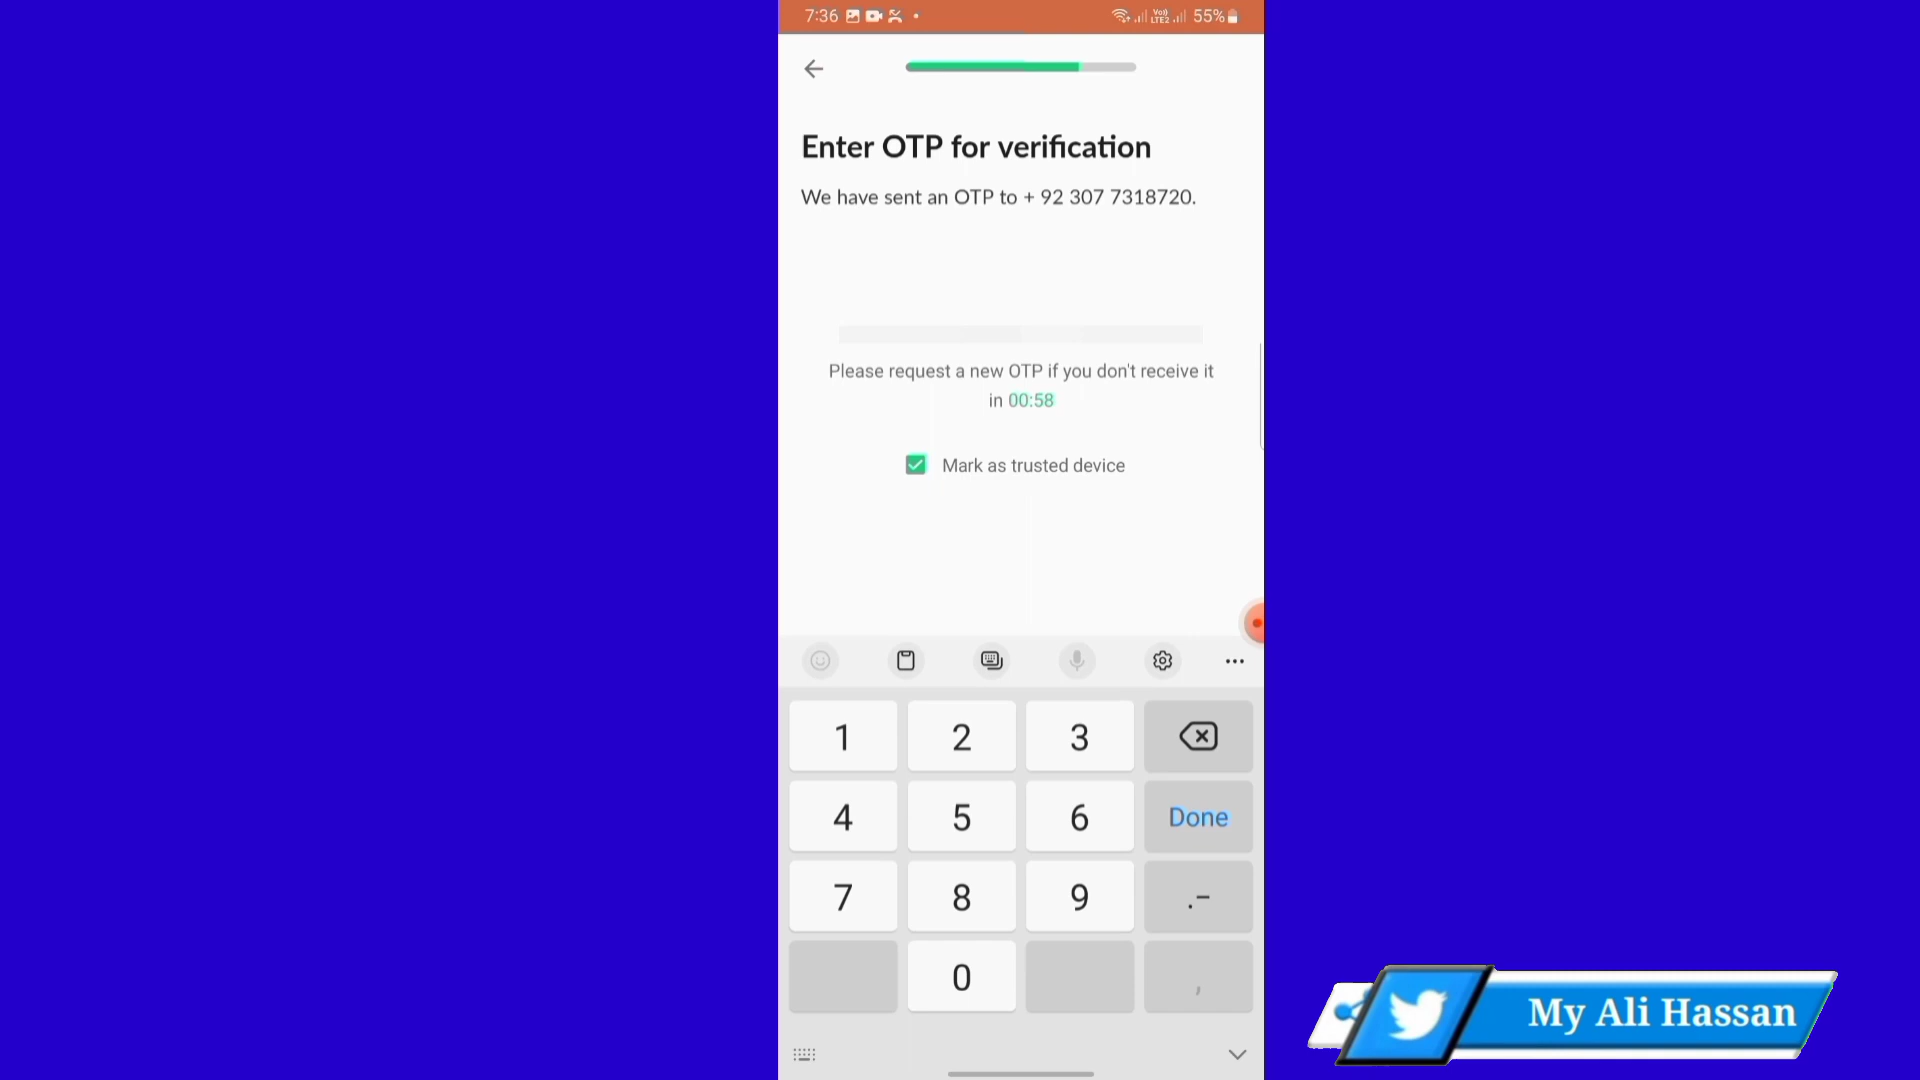 7:36
Vo))
LTE2
55%
Enter OTP for verification
We have sent an OTP to + 92 307 7318720.
Please request a new OTP if you don't receive it
in 00:58
Mark as trusted device
1 2 3
4 5 6 Done
7 8 9 .-
0 ,
My Ali Hassan